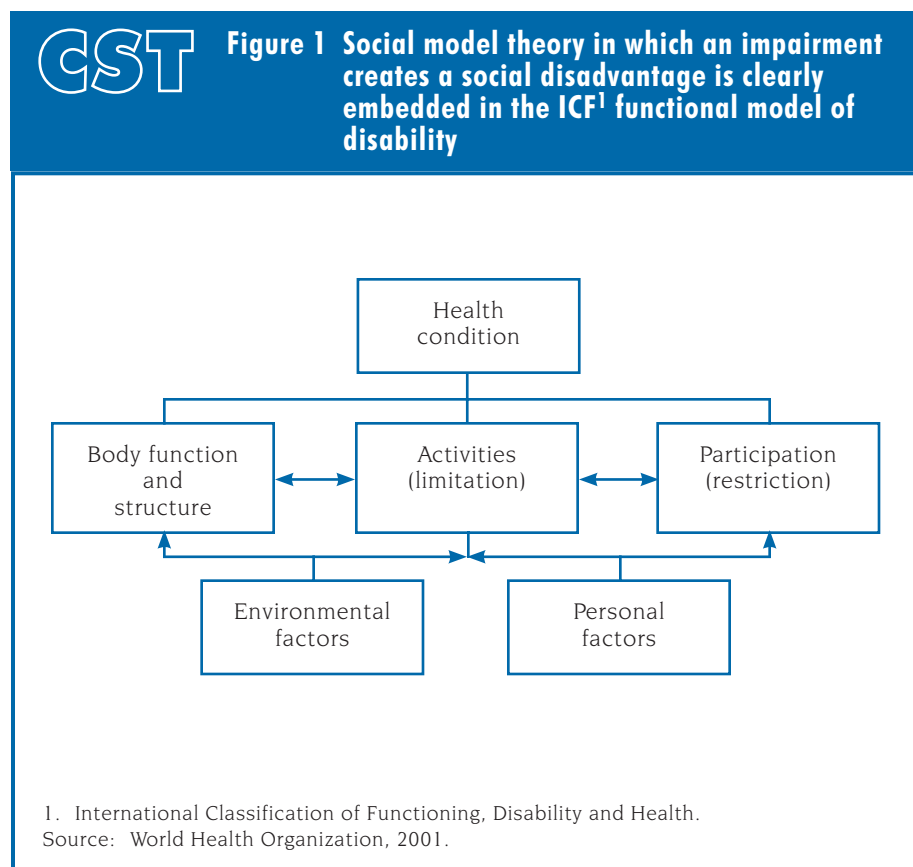 CST
Figure 1 Social model theory in which an impairment
creates a social disadvantage is clearly
embedded in the ICF1 functional model of
disability
Health
condition
Body function
and
structure
Activities
(limitation)
Participation
(restriction)
Environmental
factors
Personal
factors
1. International Classification of Functioning, Disability and Health.
Source: World Health Organization, 2001.